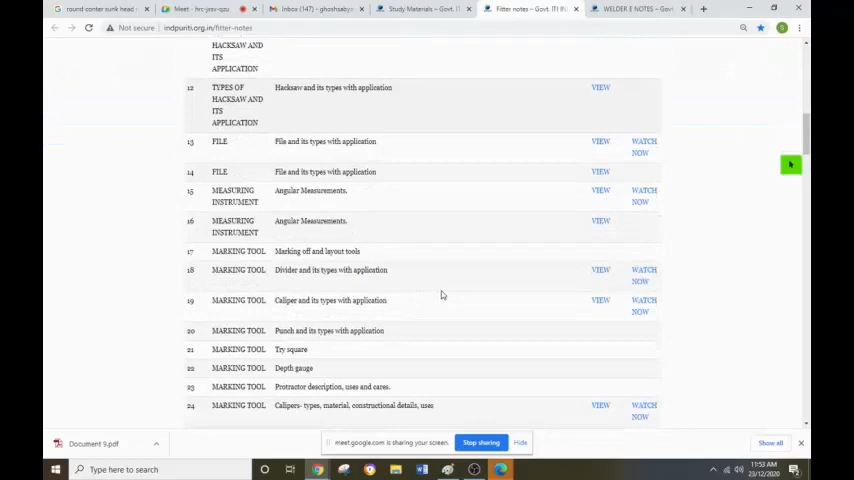 round conter sunk head
Meet - hrc-jesv-qzu
Inbox (147) - ghoshsabya
Study Materials – Govt. IT
Fitter notes – Govt. ITI IN
WELDER E NOTES – Govt.
Not secure
indpuriti.org.in/fitter-notes
HACKSAW AND
ITS
APPLICATION
12 TYPES OF HACKSAW AND ITS APPLICATION Hacksaw and its types with application VIEW
13 FILE File and its types with application VIEW WATCH NOW
14 FILE File and its types with application VIEW
15 MEASURING INSTRUMENT Angular Measurements. VIEW WATCH NOW
16 MEASURING INSTRUMENT Angular Measurements. VIEW
17 MARKING TOOL Marking off and layout tools
18 MARKING TOOL Divider and its types with application VIEW WATCH NOW
19 MARKING TOOL Caliper and its types with application VIEW WATCH NOW
20 MARKING TOOL Punch and its types with application
21 MARKING TOOL Try square
22 MARKING TOOL Depth gauge
23 MARKING TOOL Protractor description, uses and cares.
24 MARKING TOOL Calipers- types, material, constructional details, uses VIEW WATCH NOW
Document 9.pdf
meet.google.com is sharing your screen.
Stop sharing
Hide
Show all
Type here to search
11:53 AM
23/12/2020